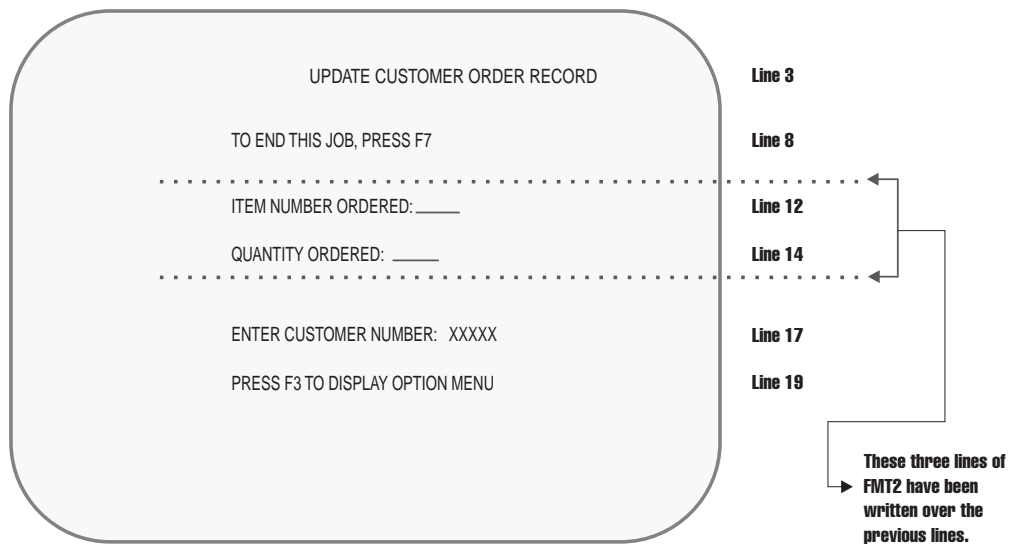 UPDATE CUSTOMER ORDER RECORD Line 3
TO END THIS JOB, PRESS F7 Line 8
ITEM NUMBER ORDERED: Line 12
QUANTITY ORDERED: Line 14
ENTER CUSTOMER NUMBER: XXXXX Line 17
PRESS F3 TO DISPLAY OPTION MENU Line 19
These three lines of
FMT2 have been
written over the
previous lines.